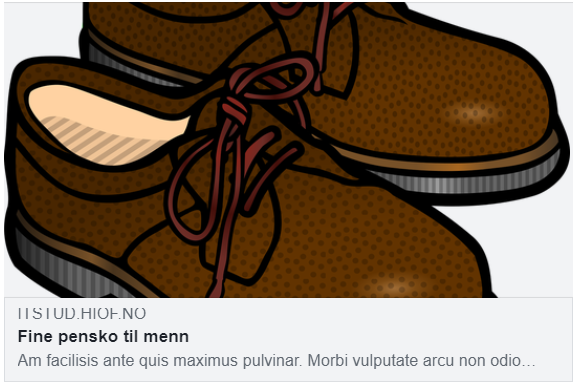 ITSTUD.HIOF.NO
Fine pensko til menn
Am facilisis ante quis maximus pulvinar. Morbi vulputate arcu non odio…